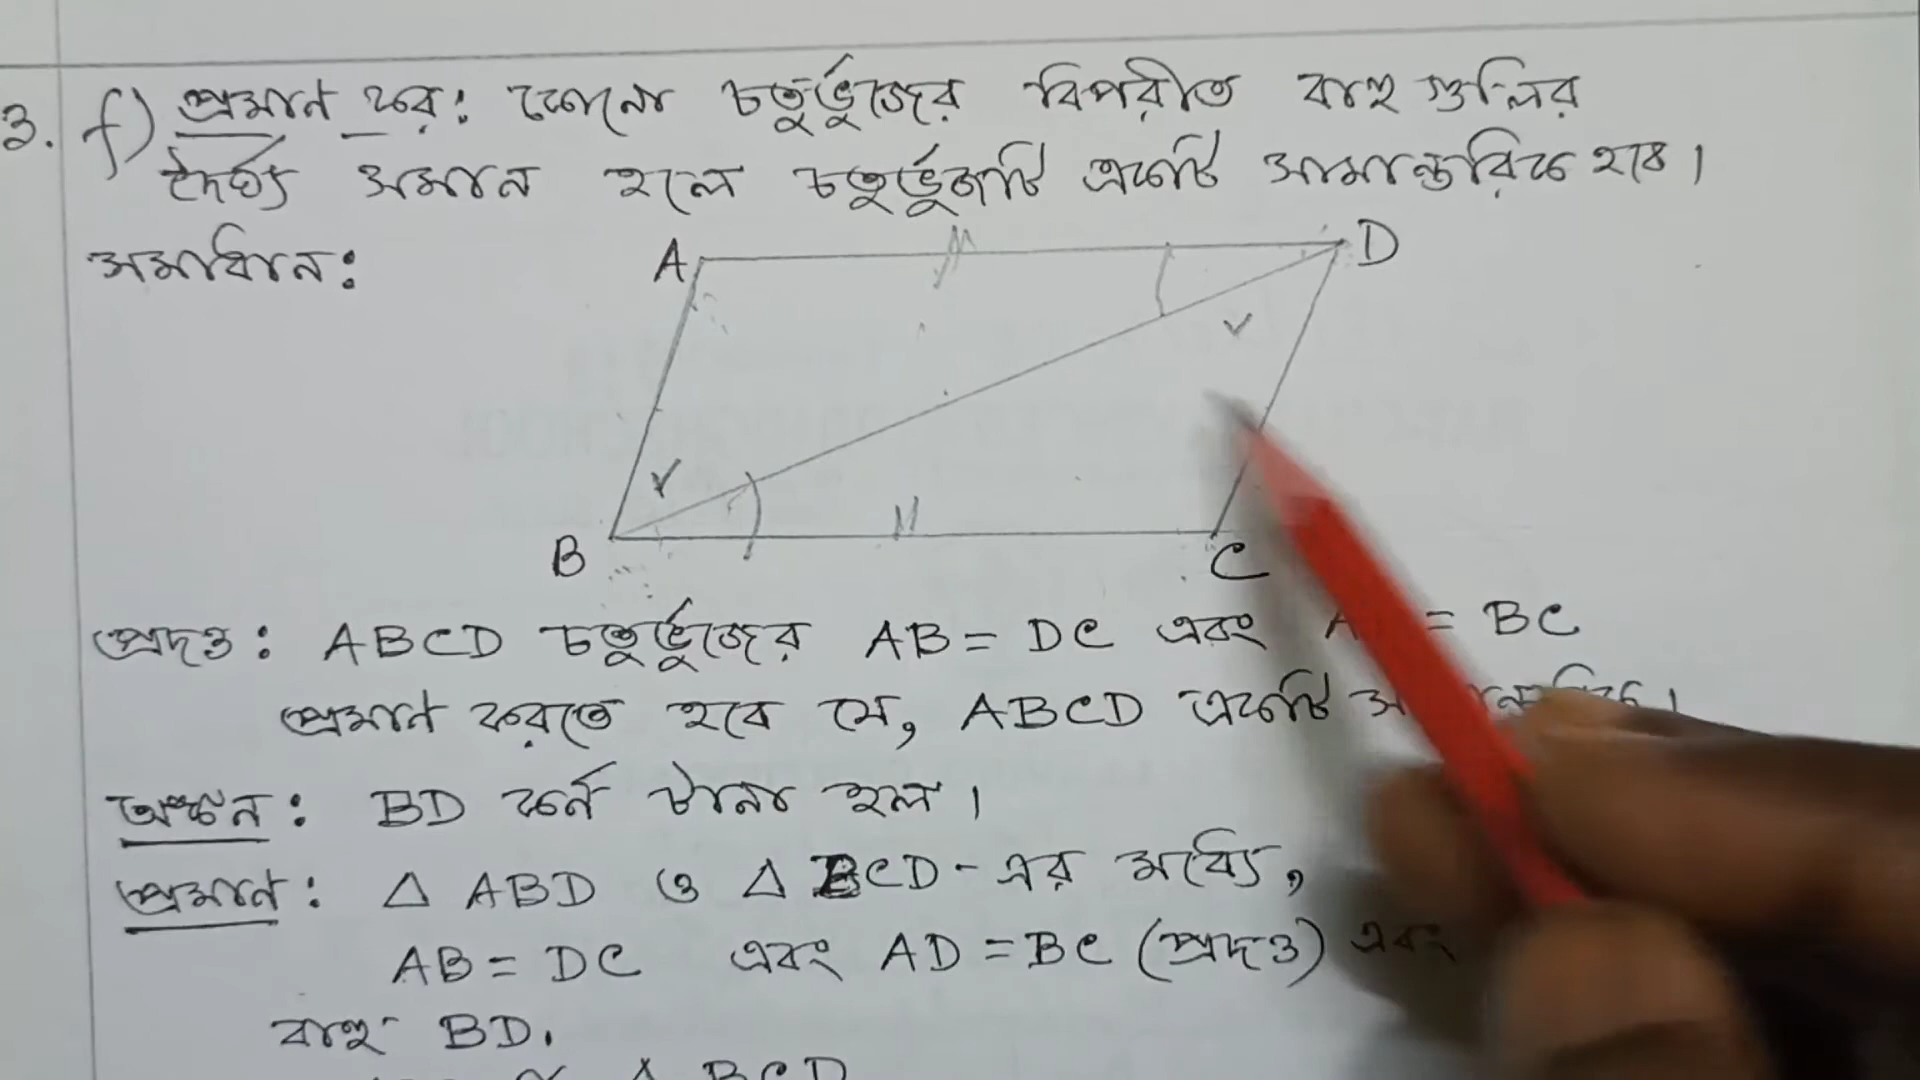 3. f) প্রমাণ কর: কোনো চতুর্ভুজের বিপরীত বাহু গুলির
দৈর্ঘ্য সমান হলে চতুর্ভুজটি একটি সামান্তরিক হবে।
সমাধান:
A D
B C
প্রদত্ত: ABCD চতুর্ভুজের AB = DC এবং A = BC
প্রমাণ করতে হবে যে, ABCD একটি
অঙ্কন: BD কর্ণ টানা হল।
প্রমাণ: Δ ABD ও Δ BCD-এর মধ্যে,
AB = DC এবং AD = BC (প্রদত্ত) এবং
বাহু BD.
Δ BCD